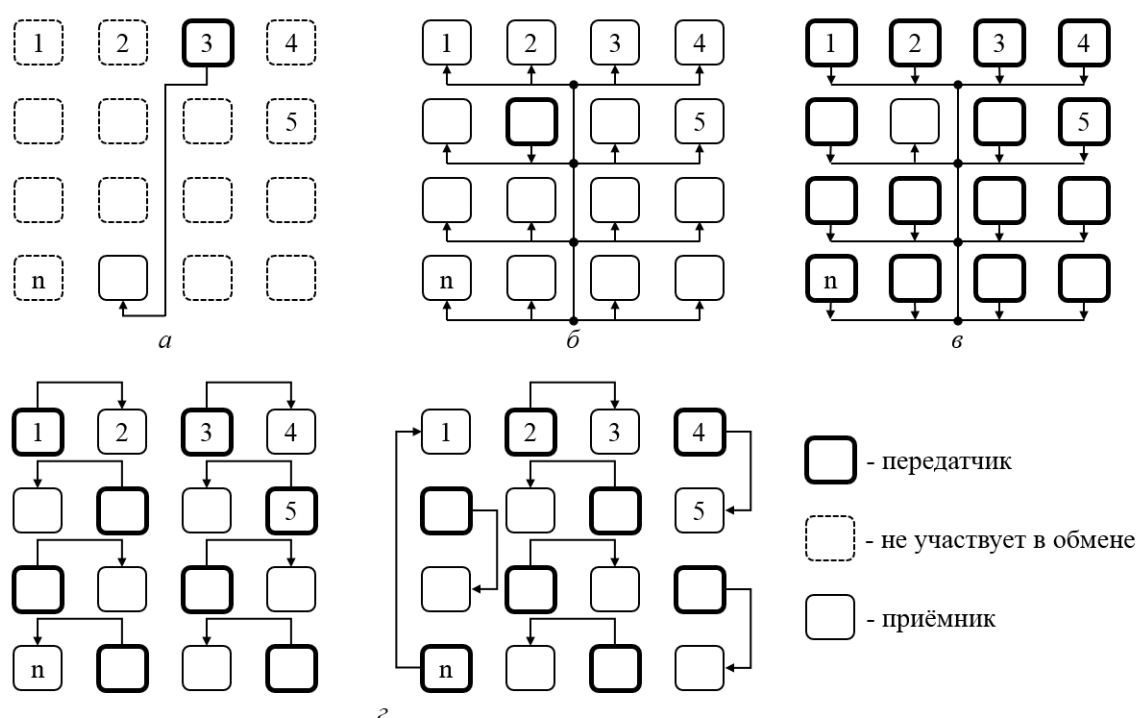 1 2 3 4
5
n
а
1 2 3 4
5
n
б
1 2 3 4
5
n
в
1 2 3 4
5
n
1 2 3 4
5
n
г
- передатчик
- не участвует в обмене
- приёмник